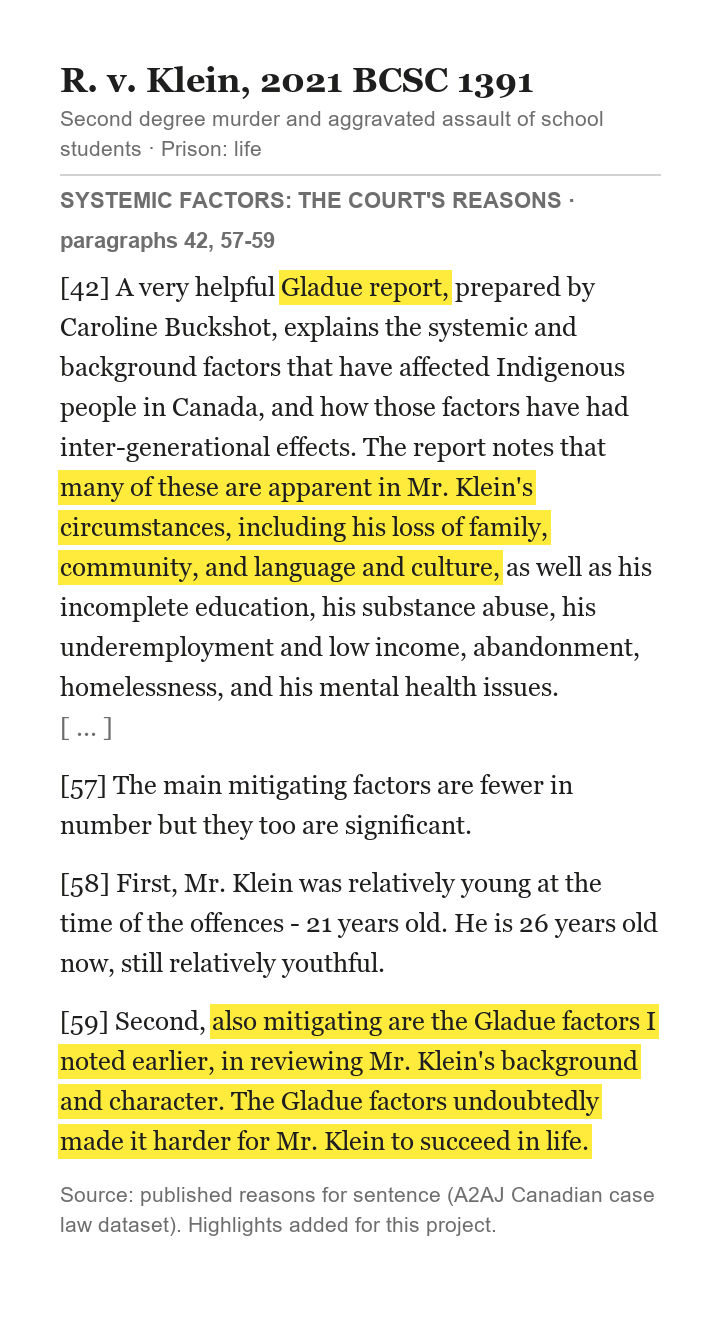 R. v. Klein, 2021 BCSC 1391
Second degree murder and aggravated assault of school
students · Prison: life
SYSTEMIC FACTORS: THE COURT'S REASONS ·
paragraphs 42, 57-59
[42] A very helpful Gladue report, prepared by
Caroline Buckshot, explains the systemic and
background factors that have affected Indigenous
people in Canada, and how those factors have had
inter-generational effects. The report notes that
many of these are apparent in Mr. Klein's
circumstances, including his loss of family,
community, and language and culture, as well as his
incomplete education, his substance abuse, his
underemployment and low income, abandonment,
homelessness, and his mental health issues.
[ ... ]
[57] The main mitigating factors are fewer in
number but they too are significant.
[58] First, Mr. Klein was relatively young at the
time of the offences - 21 years old. He is 26 years old
now, still relatively youthful.
[59] Second, also mitigating are the Gladue factors I
noted earlier, in reviewing Mr. Klein's background
and character. The Gladue factors undoubtedly
made it harder for Mr. Klein to succeed in life.
Source: published reasons for sentence (A2AJ Canadian case
law dataset). Highlights added for this project.